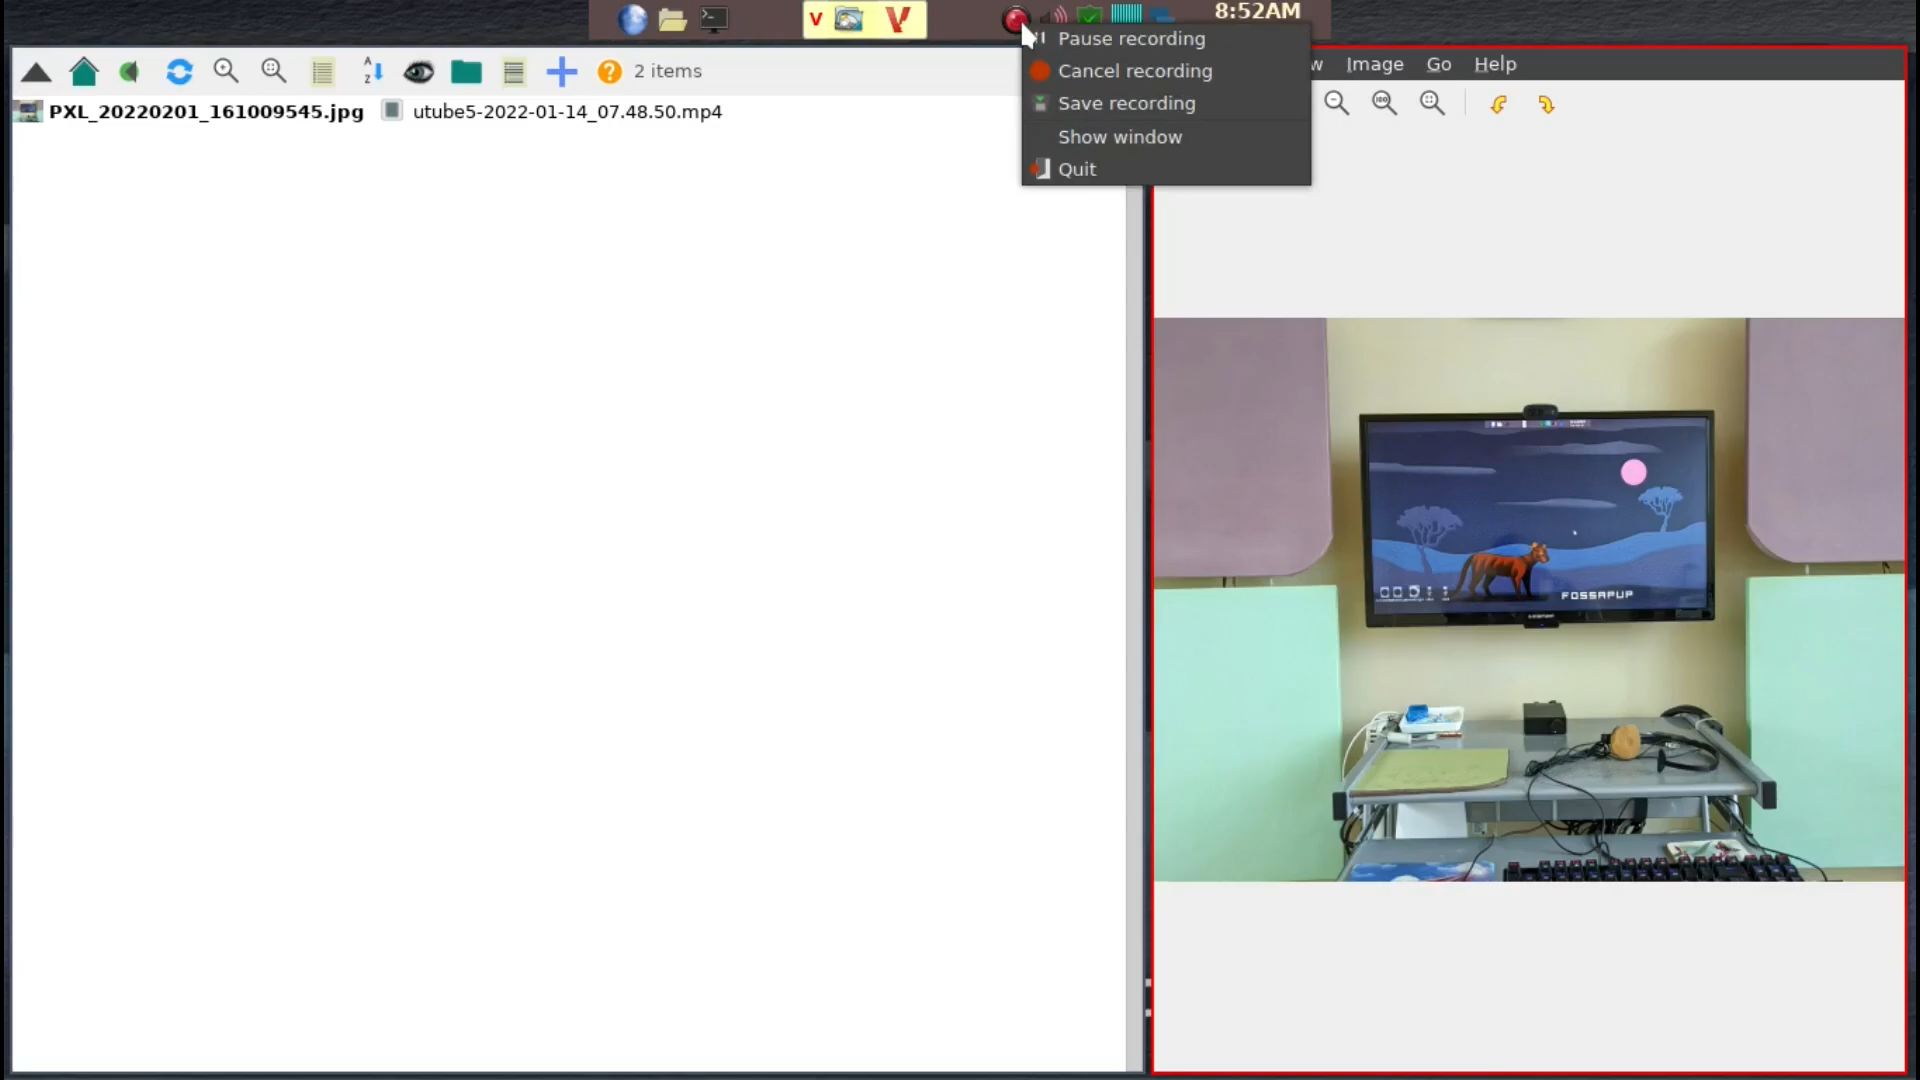 8:52AM
Pause recording
Cancel recording
Save recording
Show window
Quit
2 items
Image Go Help
PXL_20220201_161009545.jpg utube5-2022-01-14_07.48.50.mp4
FOSSAPUP